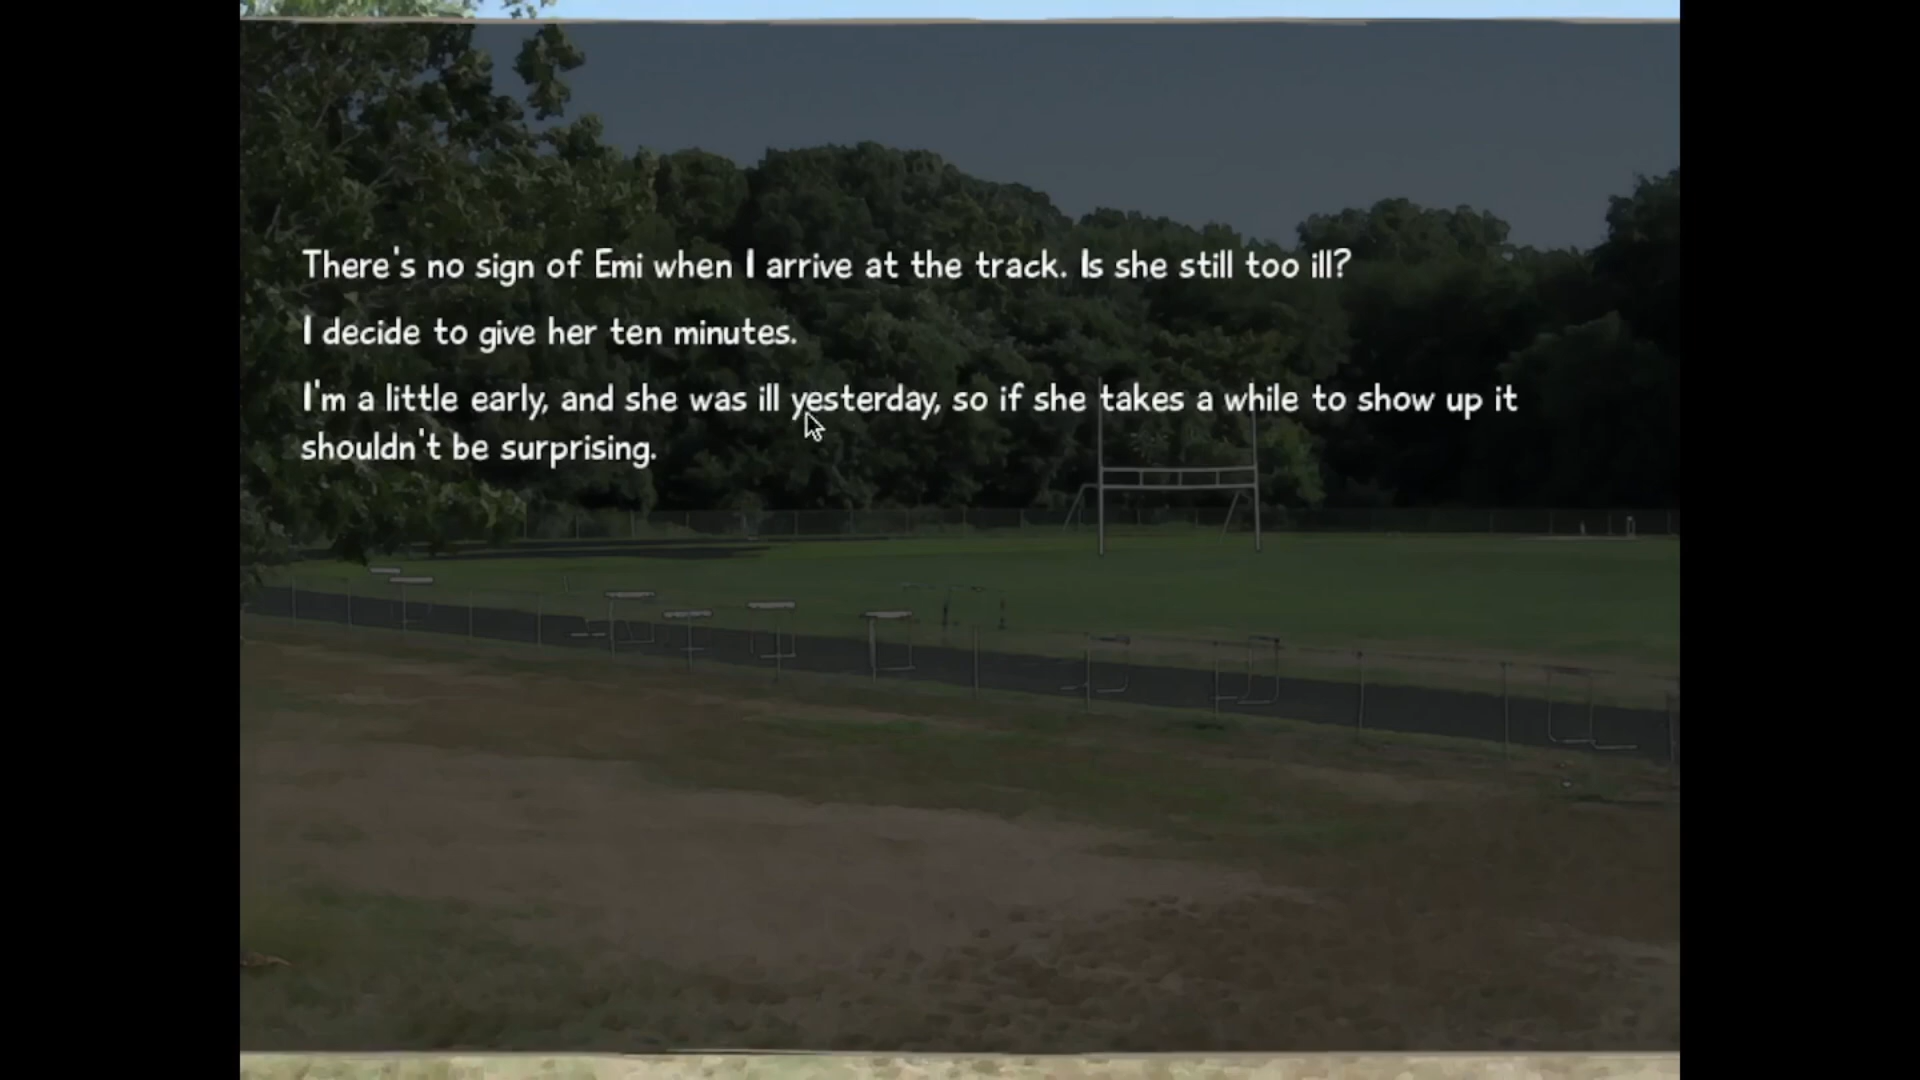 There's no sign of Emi when I arrive at the track. Is she still too ill?
I decide to give her ten minutes.
I'm a little early, and she was ill yesterday, so if she takes a while to show up it
shouldn't be surprising.